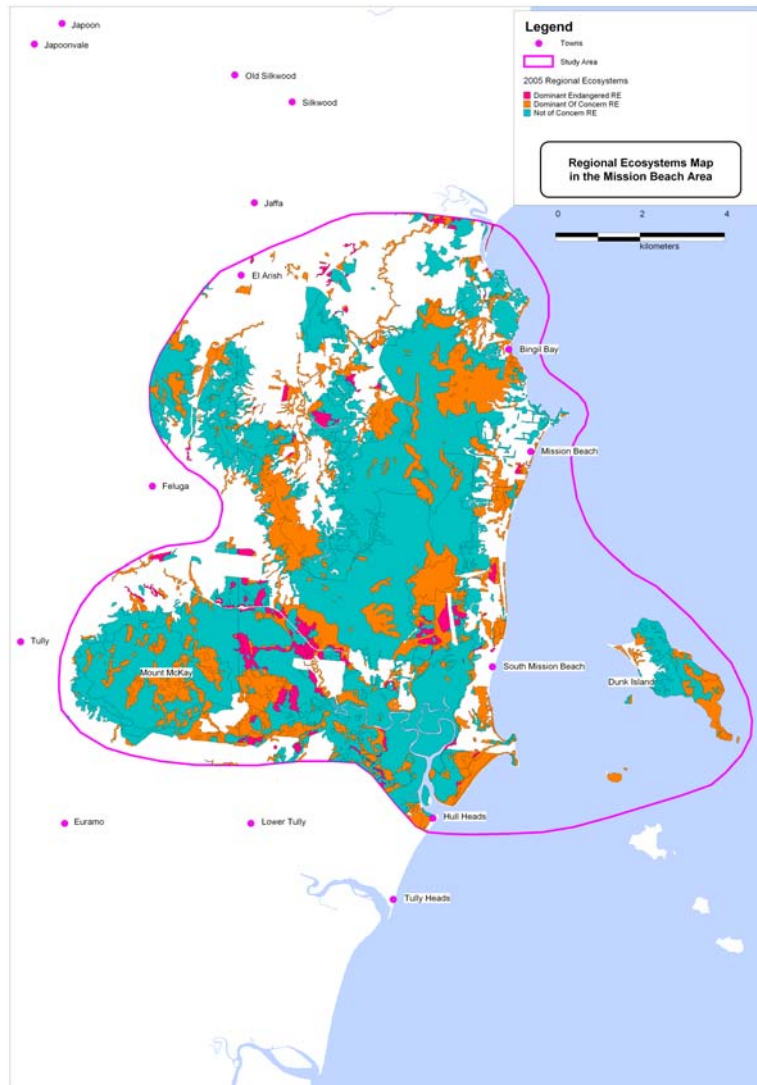 Japoon
Japoonvale
Old Silkwood
Silkwood
Legend
Towns
Study Area
2005 Regional Ecosystems
Dominant Endangered RE
Dominant Of Concern RE
Not of Concern RE
Regional Ecosystems Map
in the Mission Beach Area
0 2 4
kilometers
Jaffa
El Arish
Bingil Bay
Mission Beach
Feluga
Tully
Mount McKay
South Mission Beach
Dunk Island
Euramo
Lower Tully
Hull Heads
Tully Heads